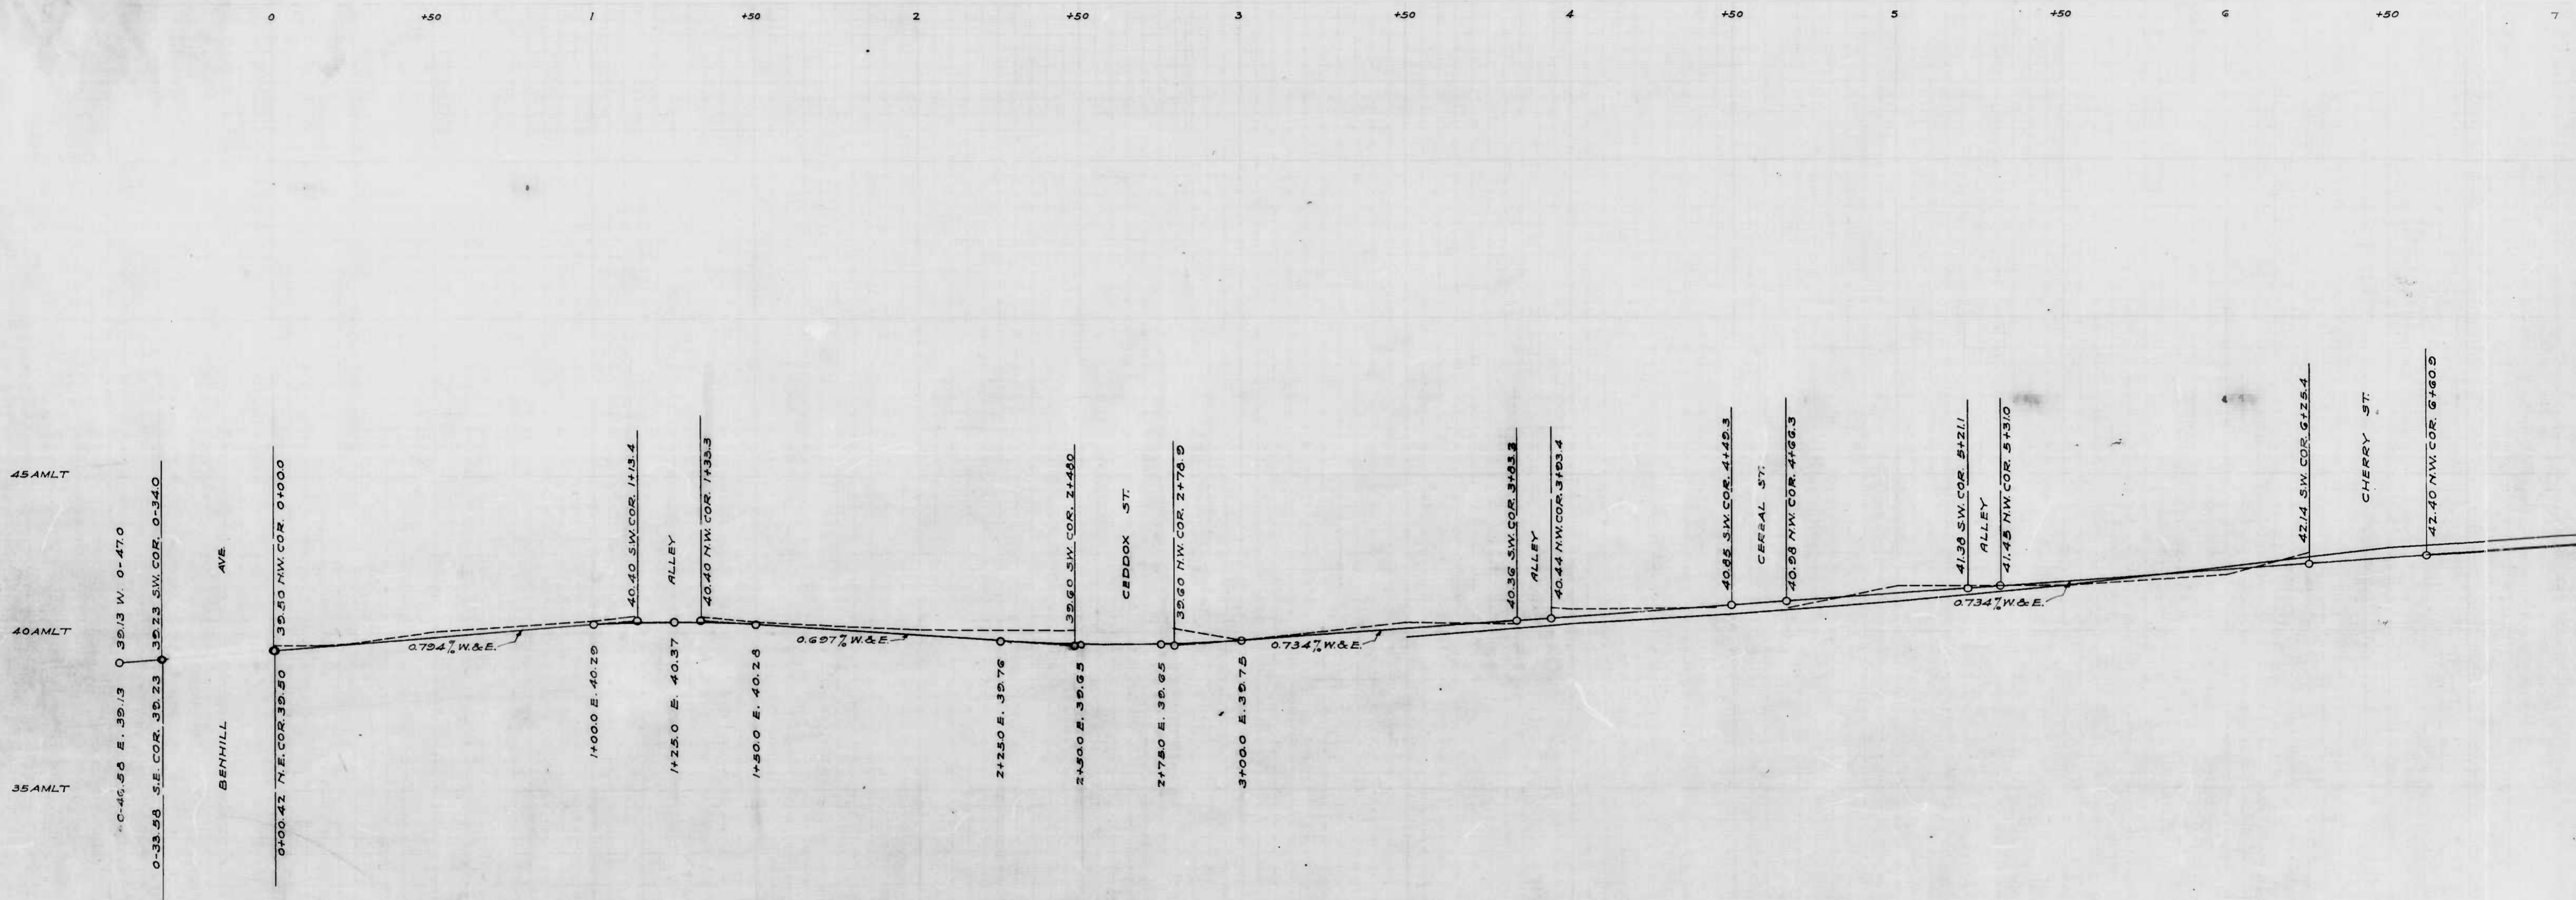 0 +50 1 +50 2 +50 3 +50 4 +50 5 +50 6 +50 7
45 AMLT
40 AMLT
35 AMLT
39.13 W. 0-47.0
0-46.58 E. 39.13
39.23 S.W. COR. 0-34.0
0-33.58 S.E. COR. 39.23
BENHILL AVE.
39.50 N.W. COR. 0+00.0
0+00.42 N.E. COR. 39.50
0.794% W. & E.
1+00.0 E. 40.29
40.40 S.W. COR. 1+13.4
ALLEY
1+25.0 E. 40.37
40.40 N.W. COR. 1+33.3
1+50.0 E. 40.28
0.697% W. & E.
2+25.0 E. 39.76
39.60 S.W. COR. 2+48.0
2+50.0 E. 39.65
CEDDOX ST.
2+75.0 E. 39.65
39.60 N.W. COR. 2+78.9
3+00.0 E. 39.75
0.734% W. & E.
40.36 S.W. COR. 3+83.3
ALLEY
40.44 N.W. COR. 3+93.4
40.85 S.W. COR. 4+49.3
CEREAL ST.
40.98 N.W. COR. 4+66.3
41.38 S.W. COR. 5+21.1
ALLEY
41.45 N.W. COR. 5+31.0
0.734% W. & E.
42.14 S.W. COR. 6+25.4
CHERRY ST.
42.40 N.W. COR. 6+60.9